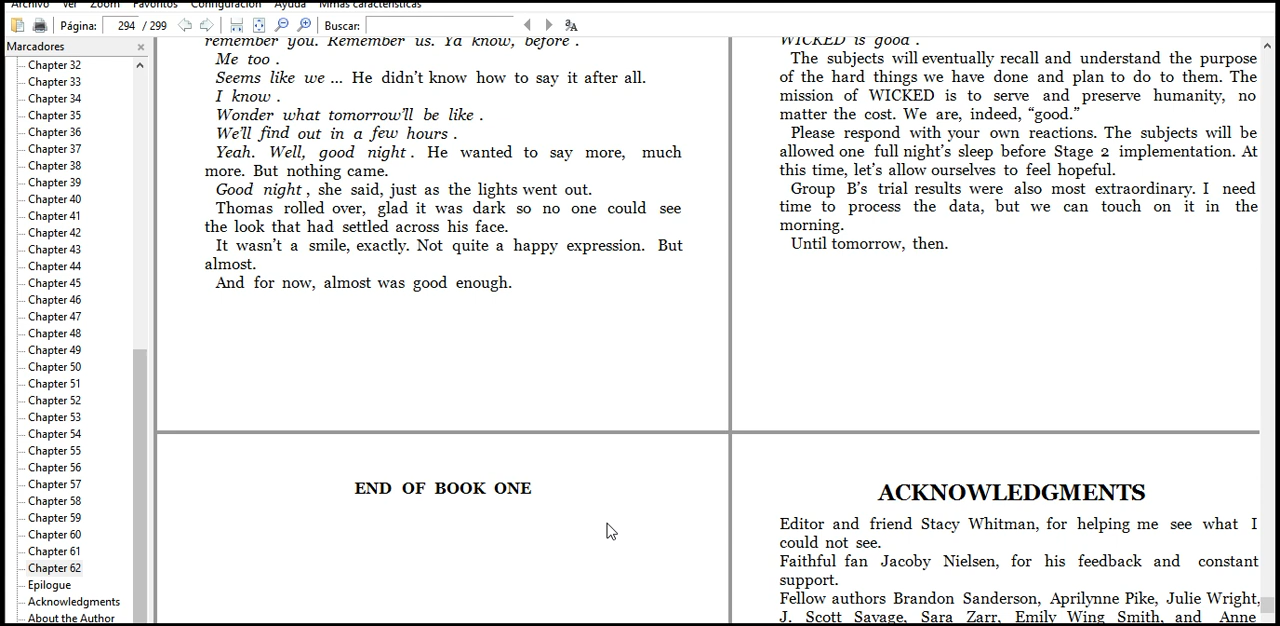 Archivo Ir Ver Zoom Favoritos Configuración Ayuda Mimas características
Página: 294 / 299 Buscar:
Marcadores
Chapter 32
Chapter 33
Chapter 34
Chapter 35
Chapter 36
Chapter 37
Chapter 38
Chapter 39
Chapter 40
Chapter 41
Chapter 42
Chapter 43
Chapter 44
Chapter 45
Chapter 46
Chapter 47
Chapter 48
Chapter 49
Chapter 50
Chapter 51
Chapter 52
Chapter 53
Chapter 54
Chapter 55
Chapter 56
Chapter 57
Chapter 58
Chapter 59
Chapter 60
Chapter 61
Chapter 62
Epilogue
Acknowledgments
About the Author
remember you. Remember us. Ya know, before .
Me too .
Seems like we ... He didn't know how to say it after all.
I know .
Wonder what tomorrow'll be like .
We'll find out in a few hours .
Yeah. Well, good night . He wanted to say more, much
more. But nothing came.
Good night , she said, just as the lights went out.
Thomas rolled over, glad it was dark so no one could see
the look that had settled across his face.
It wasn't a smile, exactly. Not quite a happy expression. But
almost.
And for now, almost was good enough.
WICKED is good .
The subjects will eventually recall and understand the purpose
of the hard things we have done and plan to do to them. The
mission of WICKED is to serve and preserve humanity, no
matter the cost. We are, indeed, “good.”
Please respond with your own reactions. The subjects will be
allowed one full night's sleep before Stage 2 implementation. At
this time, let's allow ourselves to feel hopeful.
Group B's trial results were also most extraordinary. I need
time to process the data, but we can touch on it in the
morning.
Until tomorrow, then.
END OF BOOK ONE
ACKNOWLEDGMENTS
Editor and friend Stacy Whitman, for helping me see what I
could not see.
Faithful fan Jacoby Nielsen, for his feedback and constant
support.
Fellow authors Brandon Sanderson, Aprilynne Pike, Julie Wright,
J. Scott Savage, Sara Zarr, Emily Wing Smith, and Anne